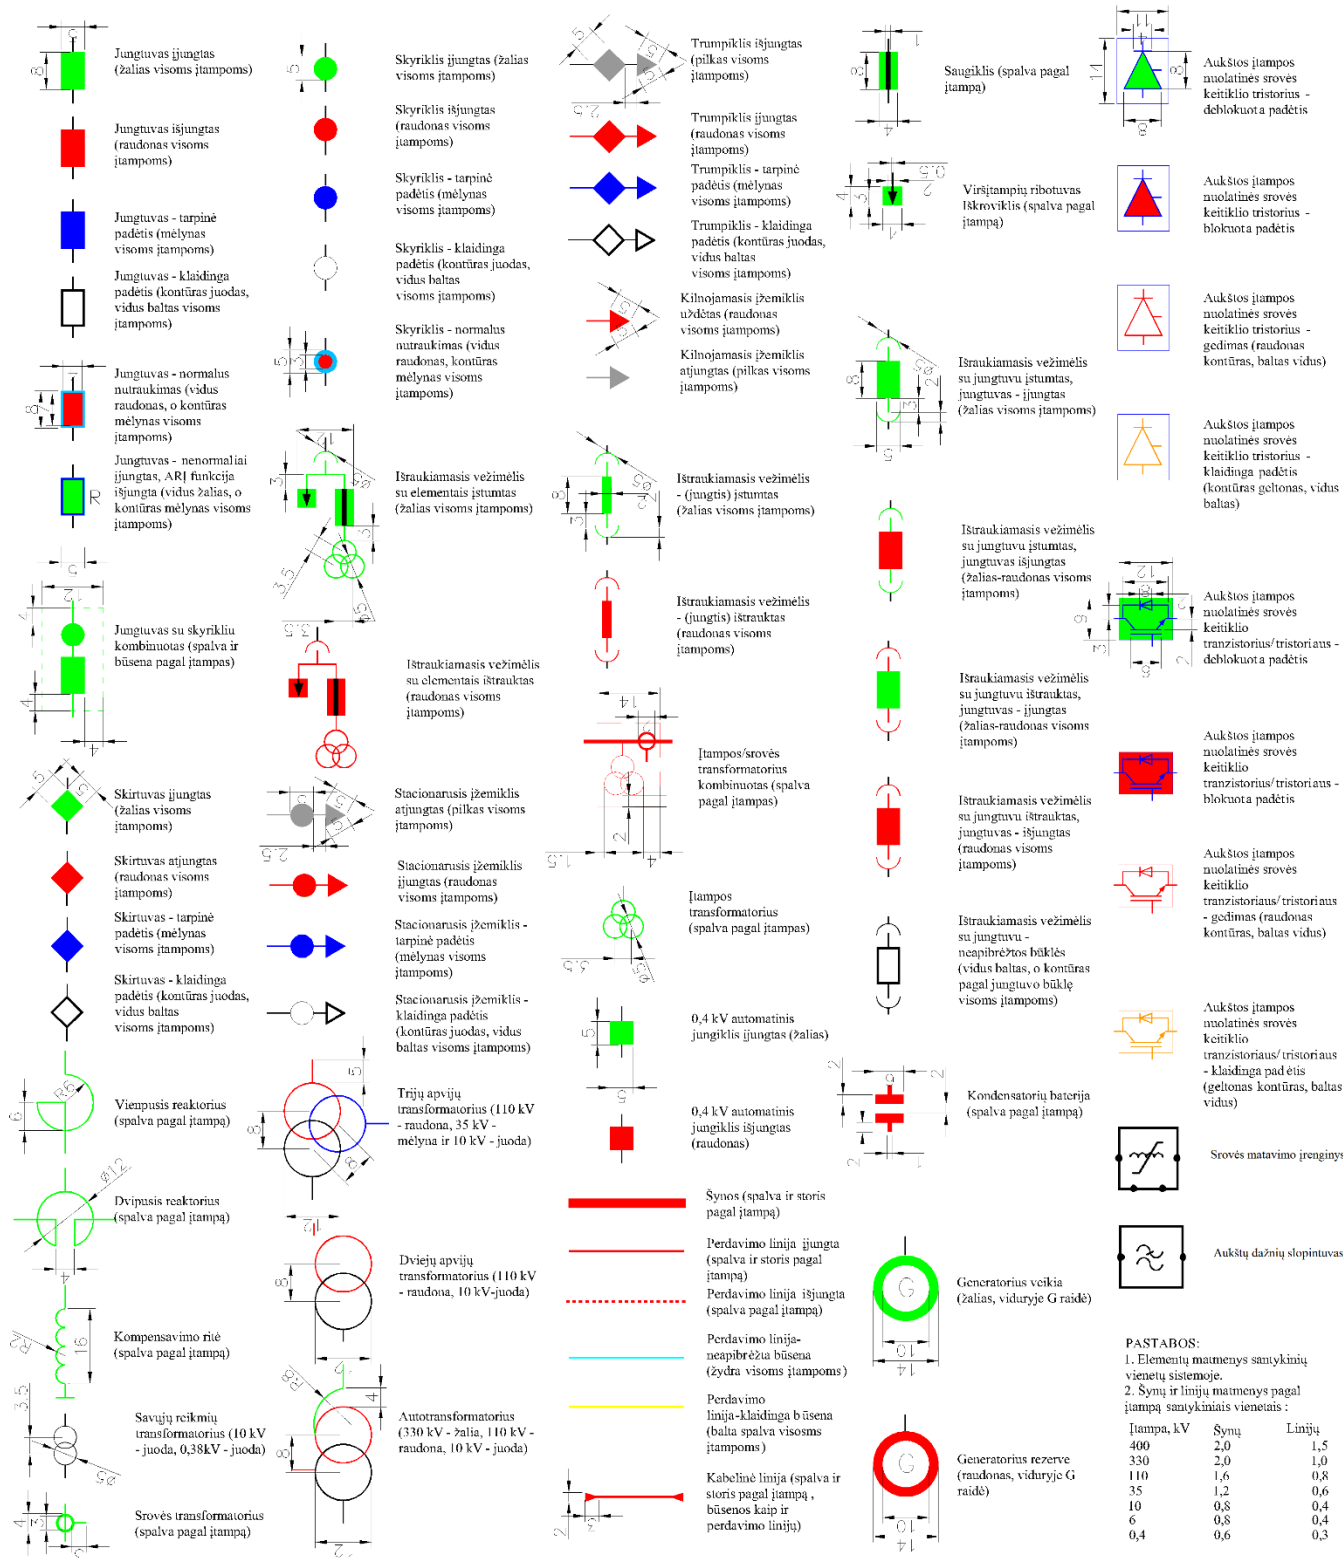 Jungtuvas įjungtas
(žalias visoms įtampoms)
Jungtuvas išjungtas
(raudonas visoms
įtampoms)
Jungtuvas - tarpinė
padėtis (mėlynas
visoms įtampoms)
Jungtuvas - klaidinga
padėtis (kontūras juodas,
vidus baltas visoms
įtampoms)
Jungtuvas - normalus
nutraukimas (vidus
raudonas, o kontūras
mėlynas visoms
įtampoms)
Jungtuvas - nenormaliai
įjungtas, ARĮ funkcija
išjungta (vidus žalias, o
kontūras mėlynas visoms
įtampoms)
R
Jungtuvas su skyrikliu
kombinuotas (spalva ir
būsena pagal įtampas)
Skirtuvas įjungtas
(žalias visoms
įtampoms)
Skirtuvas atjungtas
(raudonas visoms
įtampoms)
Skirtuvas - tarpinė
padėtis (mėlynas
visoms įtampoms)
Skirtuvas - klaidinga
padėtis (kontūras juodas,
vidus baltas
visoms įtampoms)
R6
Vienpusis reaktorius
(spalva pagal įtampą)
Ø12
Dvipusis reaktorius
(spalva pagal įtampą)
16
Kompensavimo ritė
(spalva pagal įtampą)
3.5
Ø5
Savųjų reikmių
transformatorius (10 kV
- juoda, 0,38kV - juoda)
Srovės transformatorius
(spalva pagal įtampą)
Skyriklis įjungtas (žalias
visoms įtampoms)
Skyriklis išjungtas
(raudonas visoms
įtampoms)
Skyriklis - tarpinė
padėtis (mėlynas
visoms įtampoms)
Skyriklis - klaidinga
padėtis (kontūras juodas,
vidus baltas
visoms įtampoms)
Skyriklis - normalus
nutraukimas (vidus
raudonas, kontūras
mėlynas visoms
įtampoms)
Ištraukiamasis vežimėlis
su elementais įstumtas
(žalias visoms įtampoms)
Ištraukiamasis vežimėlis
su elementais ištrauktas
(raudonas visoms
įtampoms)
Stacionarusis įžemiklis
atjungtas (pilkas visoms
įtampoms)
Stacionarusis įžemiklis
įjungtas (raudonas
visoms įtampoms)
Stacionarusis įžemiklis -
tarpinė padėtis
(mėlynas visoms
įtampoms)
Stacionarusis įžemiklis -
klaidinga padėtis
(kontūras juodas, vidus
baltas visoms įtampoms)
Trijų apvijų
transformatorius (110 kV
- raudona, 35 kV -
mėlyna ir 10 kV - juoda)
Dviejų apvijų
transformatorius (110 kV
- raudona, 10 kV-juoda)
R8
Autotransformatorius
(330 kV - žalia, 110 kV -
raudona, 10 kV - juoda)
Trumpiklis išjungtas
(pilkas visoms
įtampoms)
Trumpiklis įjungtas
(raudonas visoms
įtampoms)
Trumpiklis - tarpinė
padėtis (mėlynas
visoms įtampoms)
Trumpiklis - klaidinga
padėtis (kontūras juodas,
vidus baltas
visoms įtampoms)
Kilnojamasis įžemiklis
uždėtas (raudonas
visoms įtampoms)
Kilnojamasis įžemiklis
atjungtas (pilkas visoms
įtampoms)
Ištraukiamasis vežimėlis
- (jungtis) įstumtas
(žalias visoms įtampoms)
Ištraukiamasis vežimėlis
- (jungtis) ištrauktas
(raudonas visoms
įtampoms)
Įtampos/srovės
transformatorius
kombinuotas (spalva
pagal įtampas)
Įtampos
transformatorius
(spalva pagal įtampas)
0,4 kV automatinis
jungiklis įjungtas (žalias)
0,4 kV automatinis
jungiklis išjungtas
(raudonas)
Šynos (spalva ir storis
pagal įtampą)
Perdavimo linija įjungta
(spalva ir storis pagal
įtampą)
Perdavimo linija išjungta
(spalva pagal įtampą)
Perdavimo linija-
neapibrėžta būsena
(žydra visoms įtampoms)
Perdavimo
linija-klaidinga būsena
(balta spalva visosms
įtampoms)
Kabelinė linija (spalva ir
storis pagal įtampą ,
būsenos kaip ir
perdavimo linijų)
Saugiklis (spalva pagal
įtampą)
Viršįtampių ribotuvas
Iškroviklis (spalva pagal
įtampą)
Ištraukiamasis vežimėlis
su jungtuvu įstumtas,
jungtuvas - įjungtas
(žalias visoms įtampoms)
Ištraukiamasis vežimėlis
su jungtuvu įstumtas,
jungtuvas išjungtas
(žalias-raudonas visoms
įtampoms)
Išraukiamasis vežimėlis
su jungtuvu ištrauktas,
jungtuvas - įjungtas
(žalias-raudonas visoms
įtampoms)
Ištraukiamasis vežimėlis
su jungtuvu ištrauktas,
jungtuvas - išjungtas
(raudonas visoms
įtampoms)
Ištraukiamasis vežimėlis
su jungtuvu -
neapibrėžtos būklės
(vidus baltas, o kontūras
pagal jungtuvo būklę
visoms įtampoms)
Kondensatorių baterija
(spalva pagal įtampą)
G
Generatorius veikia
(žalias, viduryje G raidė)
10
14
G
Generatorius rezerve
(raudonas, viduryje G
raidė)
10
14
Aukštos įtampos
nuolatinės srovės
keitiklio tristorius -
deblokuota padėtis
Aukštos įtampos
nuolatinės srovės
keitiklio tristorius -
blokuota padėtis
Aukštos įtampos
nuolatinės srovės
keitiklio tristorius -
gedimas (raudonas
kontūras, baltas vidus)
Aukštos įtampos
nuolatinės srovės
keitiklio tristorius -
klaidinga padėtis
(kontūras geltonas, vidus
baltas)
Aukštos įtampos
nuolatinės srovės
keitiklio
tranzistorius/tristoriaus -
deblokuota padėtis
Aukštos įtampos
nuolatinės srovės
keitiklio
tranzistorius/tristoriaus -
blokuota padėtis
Aukštos įtampos
nuolatinės srovės
keitiklio
tranzistoriaus/tristoriaus
- gedimas (raudonas
kontūras, baltas vidus)
Aukštos įtampos
nuolatinės srovės
keitiklio
tranzistoriaus/tristoriaus
- klaidinga padėtis
(geltonas kontūras, baltas
vidus)
Srovės matavimo įrenginys
Aukštų dažnių slopintuvas
PASTABOS:
1. Elementų matmenys santykinių
vienetų sistemoje.
2. Šynų ir linijų matmenys pagal
įtampą santykiniais vienetais :
Įtampa, kV Šynų Linijų
400 2,0 1,5
330 2,0 1,0
110 1,6 0,8
35 1,2 0,6
10 0,8 0,4
6 0,8 0,4
0,4 0,6 0,3